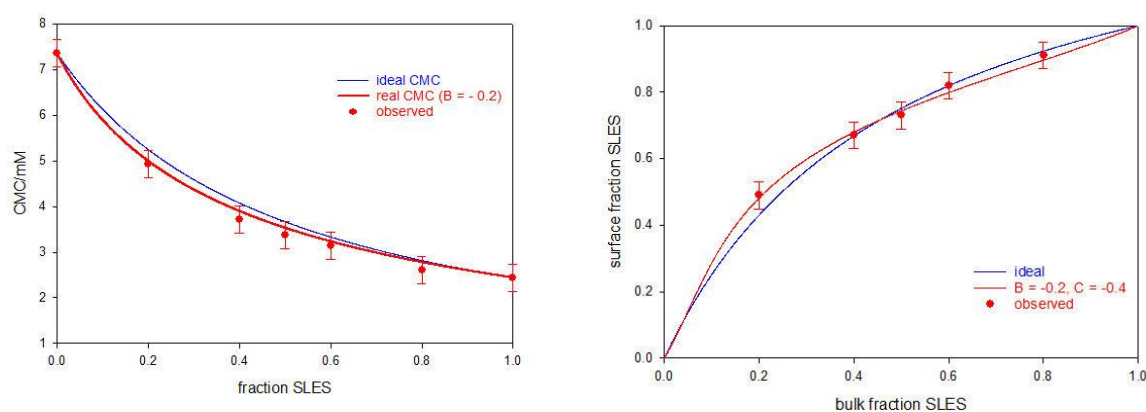 8
7
6
5
4
3
2
1
CMC/mM
ideal CMC
real CMC (B = - 0.2)
observed
0.0 0.2 0.4 0.6 0.8 1.0
fraction SLES
1.0
0.8
0.6
0.4
0.2
0.0
surface fraction SLES
ideal
B = -0.2, C = -0.4
observed
0.0 0.2 0.4 0.6 0.8 1.0
bulk fraction SLES